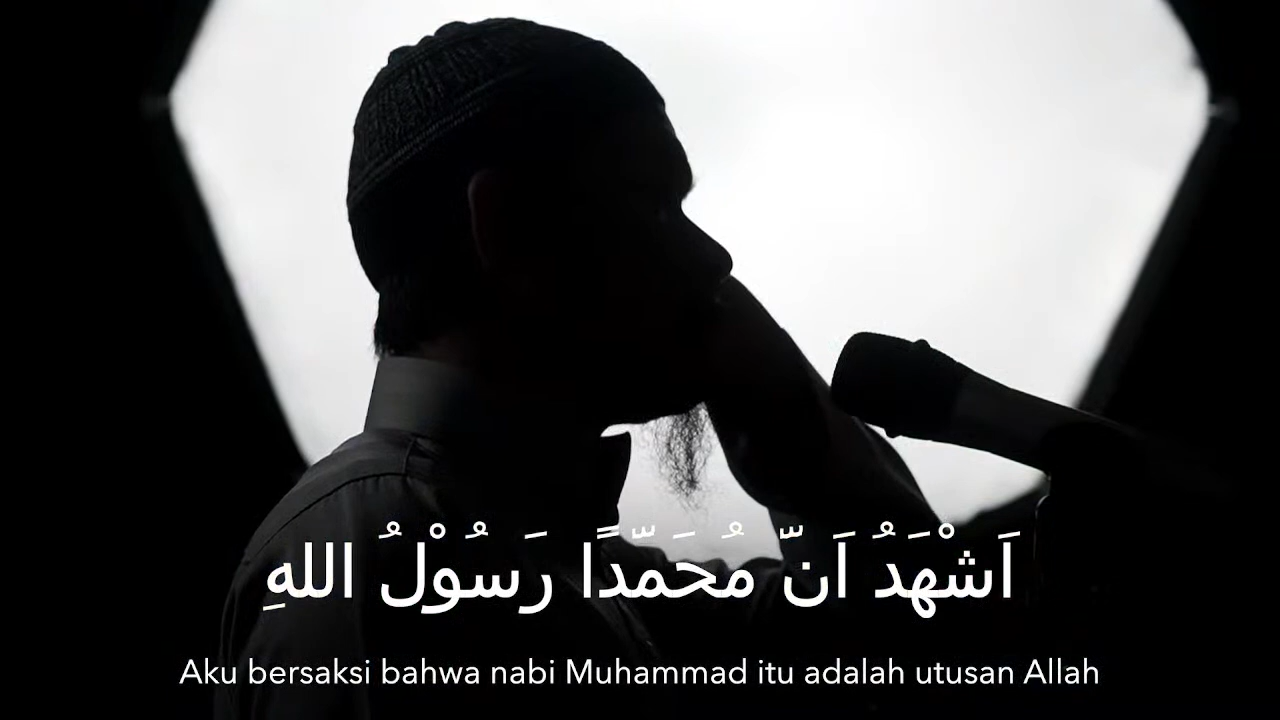 اَشْهَدُ اَنَّ مُحَمَّدًا رَسُوْلُ اللهِ
Aku bersaksi bahwa nabi Muhammad itu adalah utusan Allah